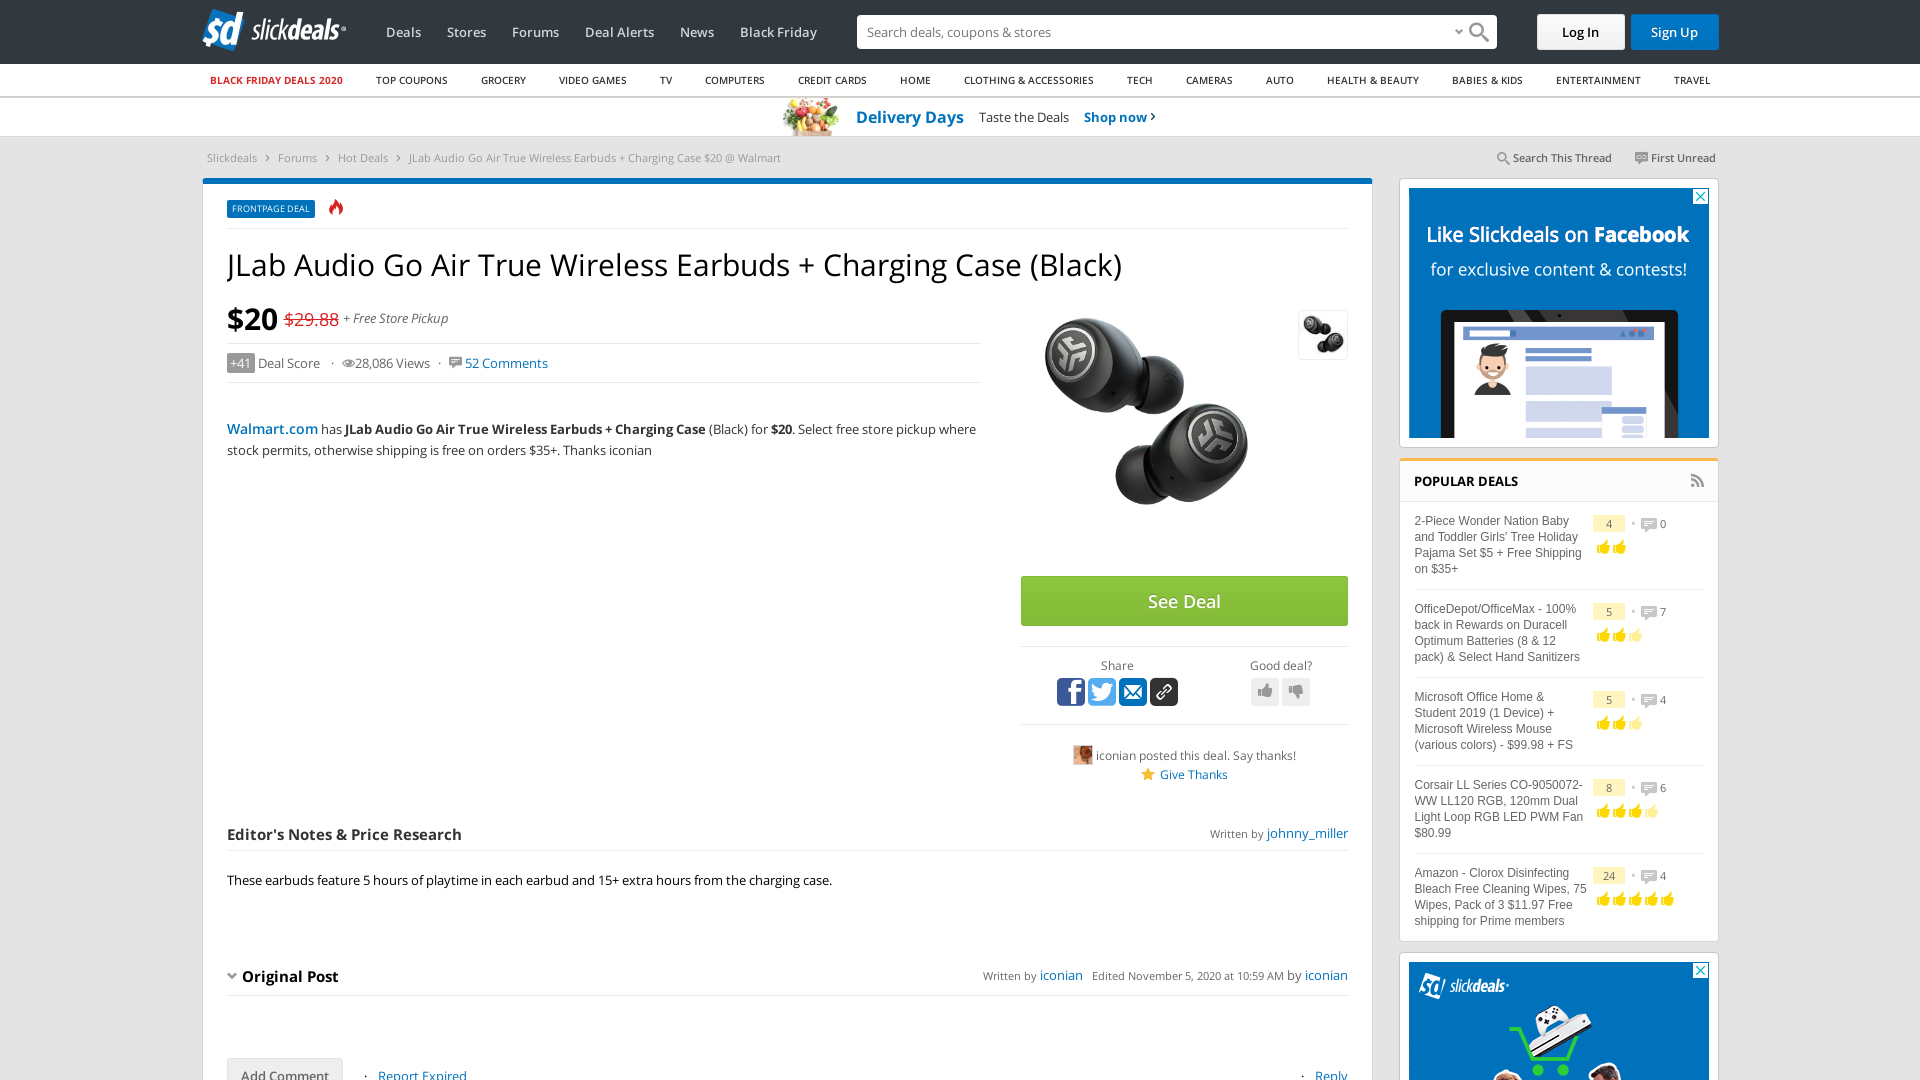 slickdeals
Deals Stores Forums Deal Alerts News Black Friday
Search deals, coupons & stores
Log In
Sign Up
BLACK FRIDAY DEALS 2020 TOP COUPONS GROCERY VIDEO GAMES TV COMPUTERS CREDIT CARDS HOME CLOTHING & ACCESSORIES TECH CAMERAS AUTO HEALTH & BEAUTY BABIES & KIDS ENTERTAINMENT TRAVEL
Delivery Days Taste the Deals Shop now
Slickdeals Forums Hot Deals JLab Audio Go Air True Wireless Earbuds + Charging Case $20 @ Walmart
Search This Thread First Unread
FRONTPAGE DEAL
JLab Audio Go Air True Wireless Earbuds + Charging Case (Black)
$20 $29.88 + Free Store Pickup
+41 Deal Score · 28,086 Views · 52 Comments
Walmart.com has JLab Audio Go Air True Wireless Earbuds + Charging Case (Black) for $20. Select free store pickup where
stock permits, otherwise shipping is free on orders $35+. Thanks iconian
See Deal
Share
Good deal?
iconian posted this deal. Say thanks!
Give Thanks
Editor's Notes & Price Research
Written by johnny_miller
These earbuds feature 5 hours of playtime in each earbud and 15+ extra hours from the charging case.
Original Post
Written by iconian Edited November 5, 2020 at 10:59 AM by iconian
Add Comment · Report Expired · Reply
Like Slickdeals on Facebook
for exclusive content & contests!
POPULAR DEALS
2-Piece Wonder Nation Baby
and Toddler Girls' Tree Holiday
Pajama Set $5 + Free Shipping
on $35+
4 • 0
OfficeDepot/OfficeMax - 100%
back in Rewards on Duracell
Optimum Batteries (8 & 12
pack) & Select Hand Sanitizers
5 • 7
Microsoft Office Home &
Student 2019 (1 Device) +
Microsoft Wireless Mouse
(various colors) - $99.98 + FS
5 • 4
Corsair LL Series CO-9050072-
WW LL120 RGB, 120mm Dual
Light Loop RGB LED PWM Fan
$80.99
8 • 6
Amazon - Clorox Disinfecting
Bleach Free Cleaning Wipes, 75
Wipes, Pack of 3 $11.97 Free
shipping for Prime members
24 • 4
sd slickdeals